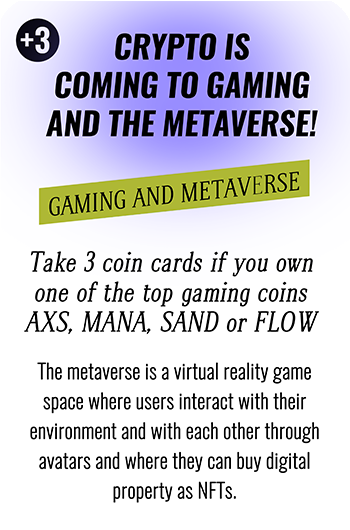 +3
CRYPTO IS
COMING TO GAMING
AND THE METAVERSE!
GAMING AND METAVERSE
Take 3 coin cards if you own
one of the top gaming coins
AXS, MANA, SAND or FLOW
The metaverse is a virtual reality game
space where users interact with their
environment and with each other through
avatars and where they can buy digital
property as NFTs.